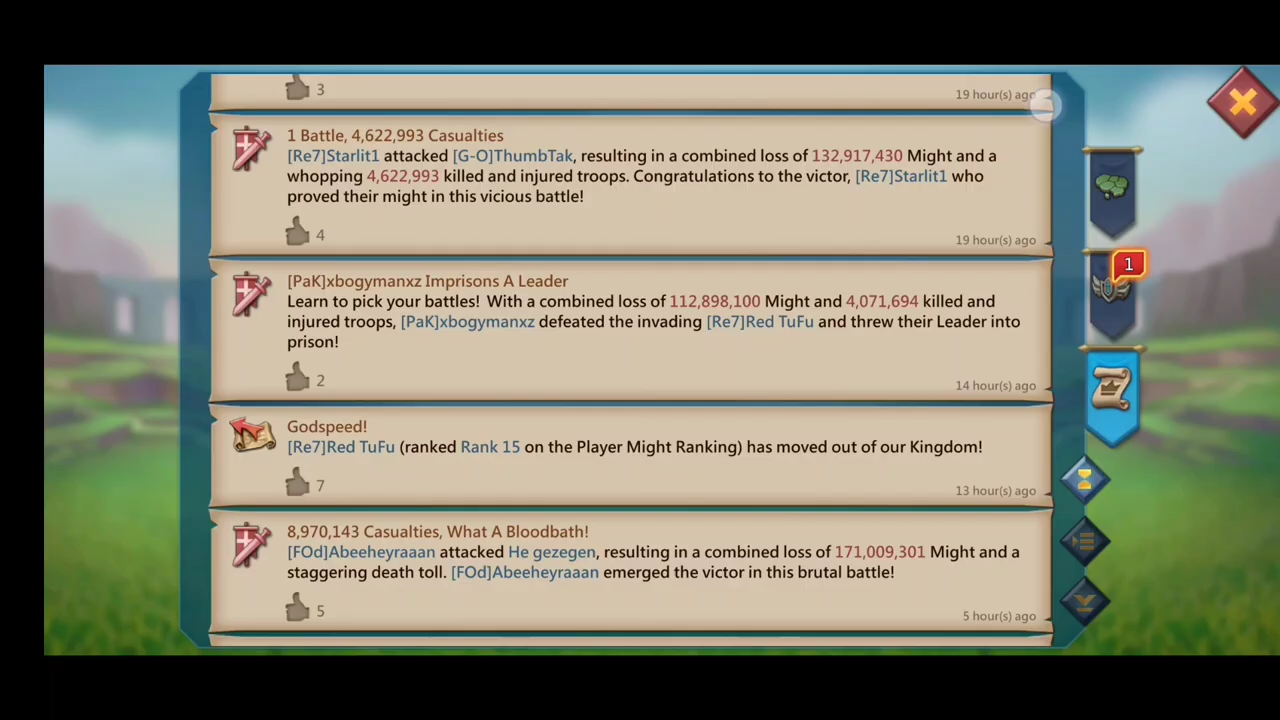 3
19 hour(s) ago
1 Battle, 4,622,993 Casualties
[Re7]Starlit1 attacked [G-O]ThumbTak, resulting in a combined loss of 132,917,430 Might and a
whopping 4,622,993 killed and injured troops. Congratulations to the victor, [Re7]Starlit1 who
proved their might in this vicious battle!
4
19 hour(s) ago
[PaK]xbogymanxz Imprisons A Leader
Learn to pick your battles! With a combined loss of 112,898,100 Might and 4,071,694 killed and
injured troops, [PaK]xbogymanxz defeated the invading [Re7]Red TuFu and threw their Leader into
prison!
2
14 hour(s) ago
Godspeed!
[Re7]Red TuFu (ranked Rank 15 on the Player Might Ranking) has moved out of our Kingdom!
7
13 hour(s) ago
8,970,143 Casualties, What A Bloodbath!
[FOd]Abeeheyraaan attacked He gezegen, resulting in a combined loss of 171,009,301 Might and a
staggering death toll. [FOd]Abeeheyraaan emerged the victor in this brutal battle!
5
5 hour(s) ago
1